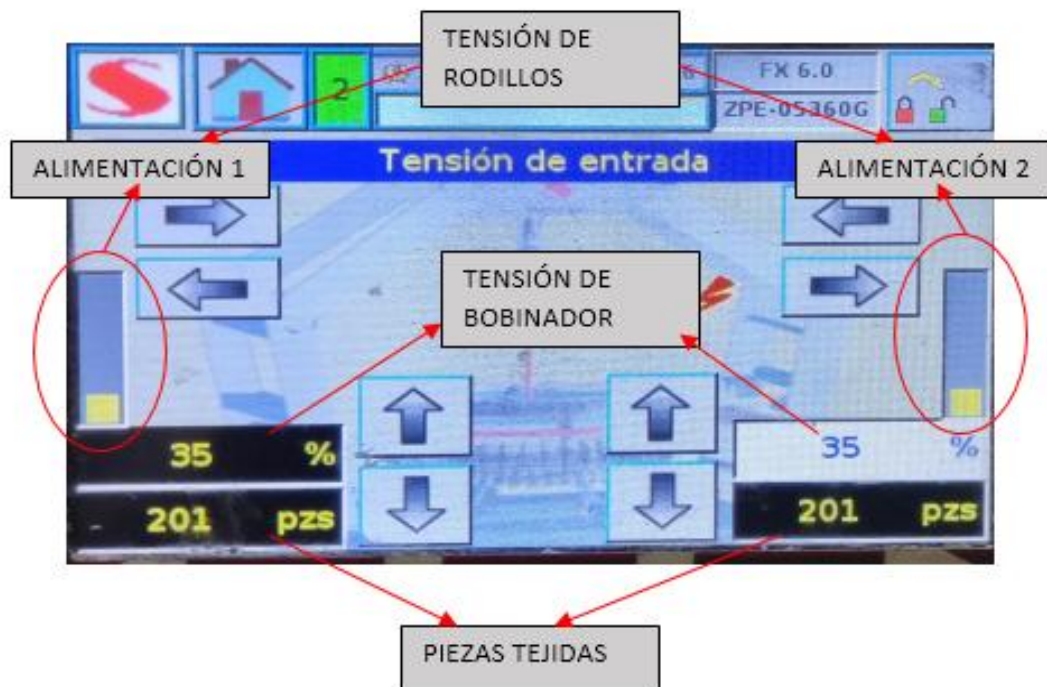 TENSIÓN DE
RODILLOS
2
FX 6.0
ZPE-05360G
ALIMENTACIÓN 1
Tensión de entrada
ALIMENTACIÓN 2
TENSIÓN DE
BOBINADOR
35 %
35 %
201 pzs
201 pzs
PIEZAS TEJIDAS